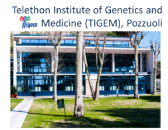 Telethon Institute of Genetics and
Medicine (TIGEM), Pozzuoli